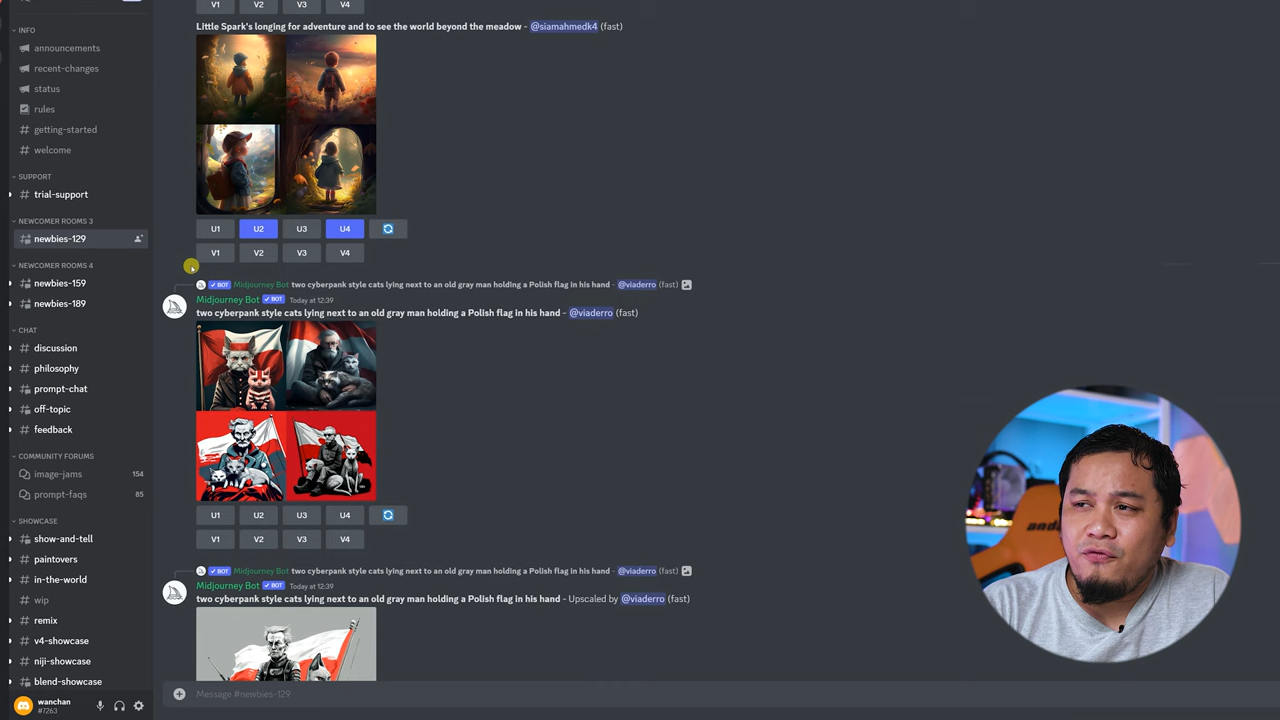 INFO
announcements
recent-changes
status
rules
getting-started
welcome
SUPPORT
trial-support
NEWCOMER ROOMS 3
newbies-129
NEWCOMER ROOMS 4
newbies-159
newbies-189
CHAT
discussion
philosophy
prompt-chat
off-topic
feedback
COMMUNITY FORUMS
image-jams 154
prompt-faqs 85
SHOWCASE
show-and-tell
paintovers
in-the-world
wip
remix
v4-showcase
niji-showcase
blend-showcase
wanchan
#7263
V1 V2 V3 V4
Little Spark's longing for adventure and to see the world beyond the meadow - @siamahmedk4 (fast)
U1 U2 U3 U4
V1 V2 V3 V4
BOT Midjourney Bot two cyberpank style cats lying next to an old gray man holding a Polish flag in his hand - @viaderro (fast)
Midjourney Bot BOT Today at 12:39
two cyberpank style cats lying next to an old gray man holding a Polish flag in his hand - @viaderro (fast)
U1 U2 U3 U4
V1 V2 V3 V4
BOT Midjourney Bot two cyberpank style cats lying next to an old gray man holding a Polish flag in his hand - @viaderro (fast)
Midjourney Bot BOT Today at 12:39
two cyberpank style cats lying next to an old gray man holding a Polish flag in his hand - Upscaled by @viaderro (fast)
Message #newbies-129